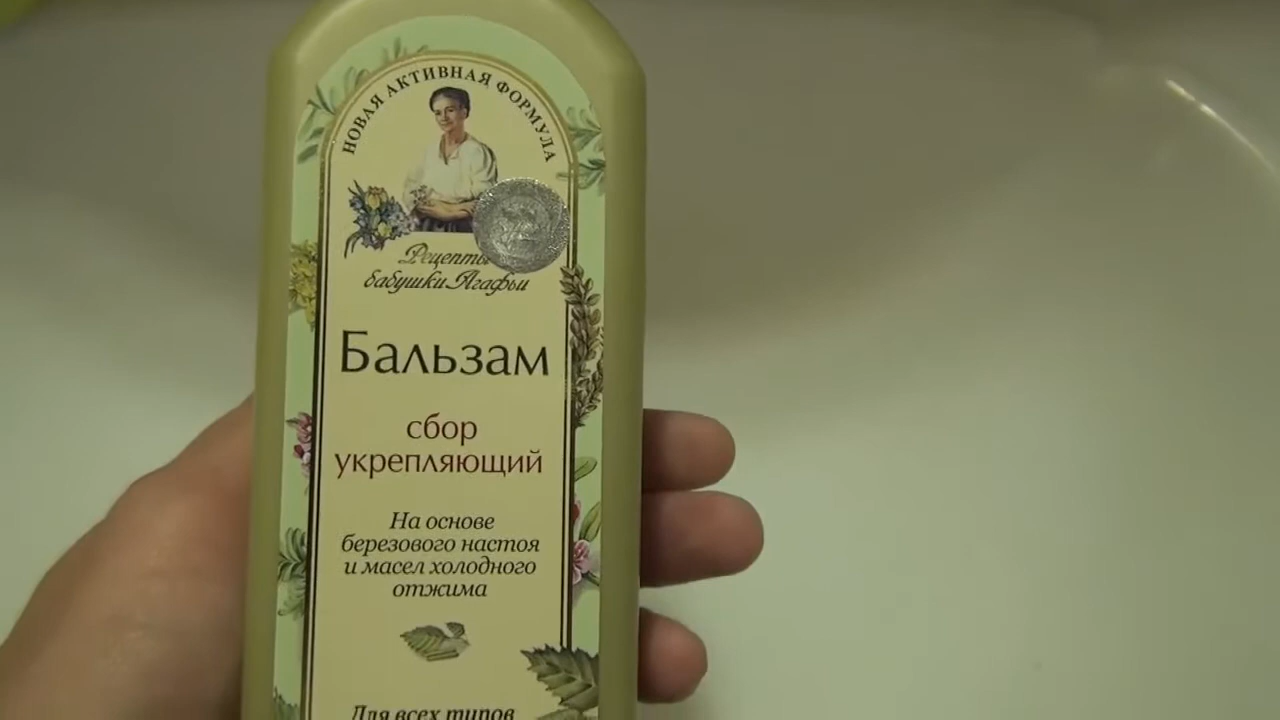 НОВАЯ АКТИВНАЯ ФОРМУЛА
Рецепты
бабушки Агафьи
Бальзам
сбор
укрепляющий
На основе
березового настоя
и масел холодного
отжима
Для всех типов